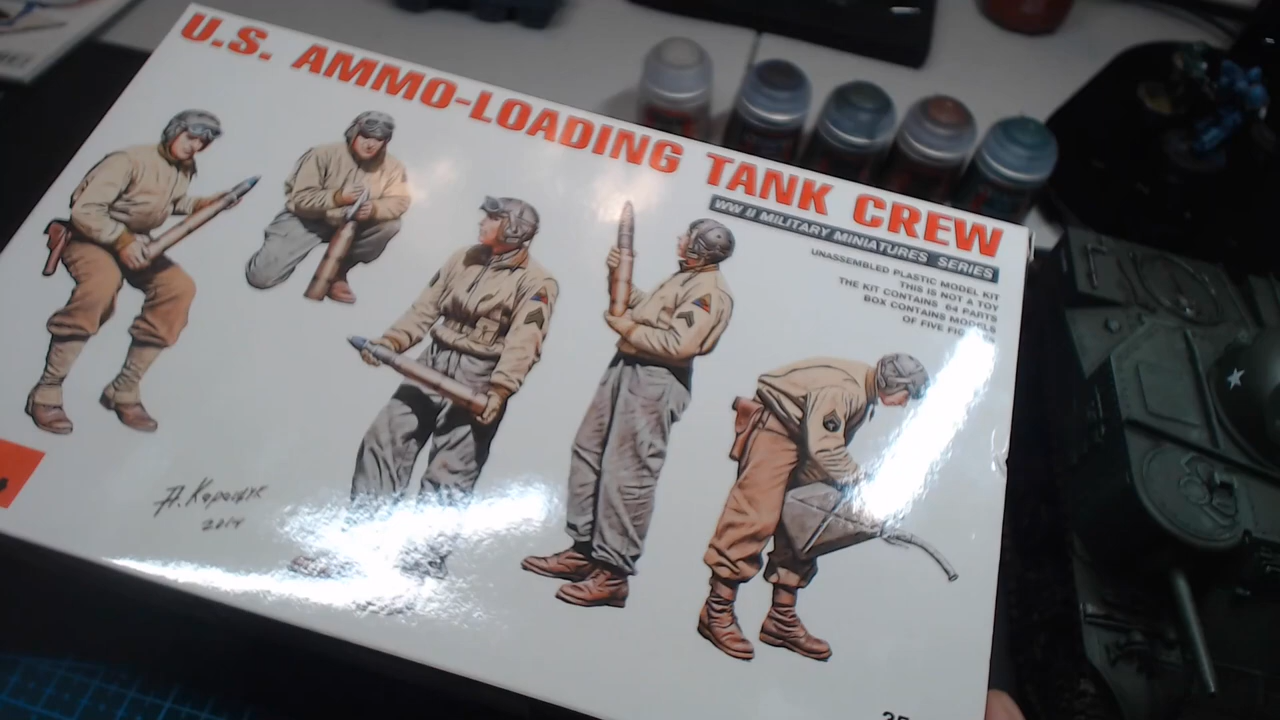 U.S. AMMO-LOADING TANK CREW
WW II MILITARY MINIATURES SERIES
UNASSEMBLED PLASTIC MODEL KIT
THIS IS NOT A TOY
THE KIT CONTAINS 64 PARTS
BOX CONTAINS MODELS
OF FIVE
2014